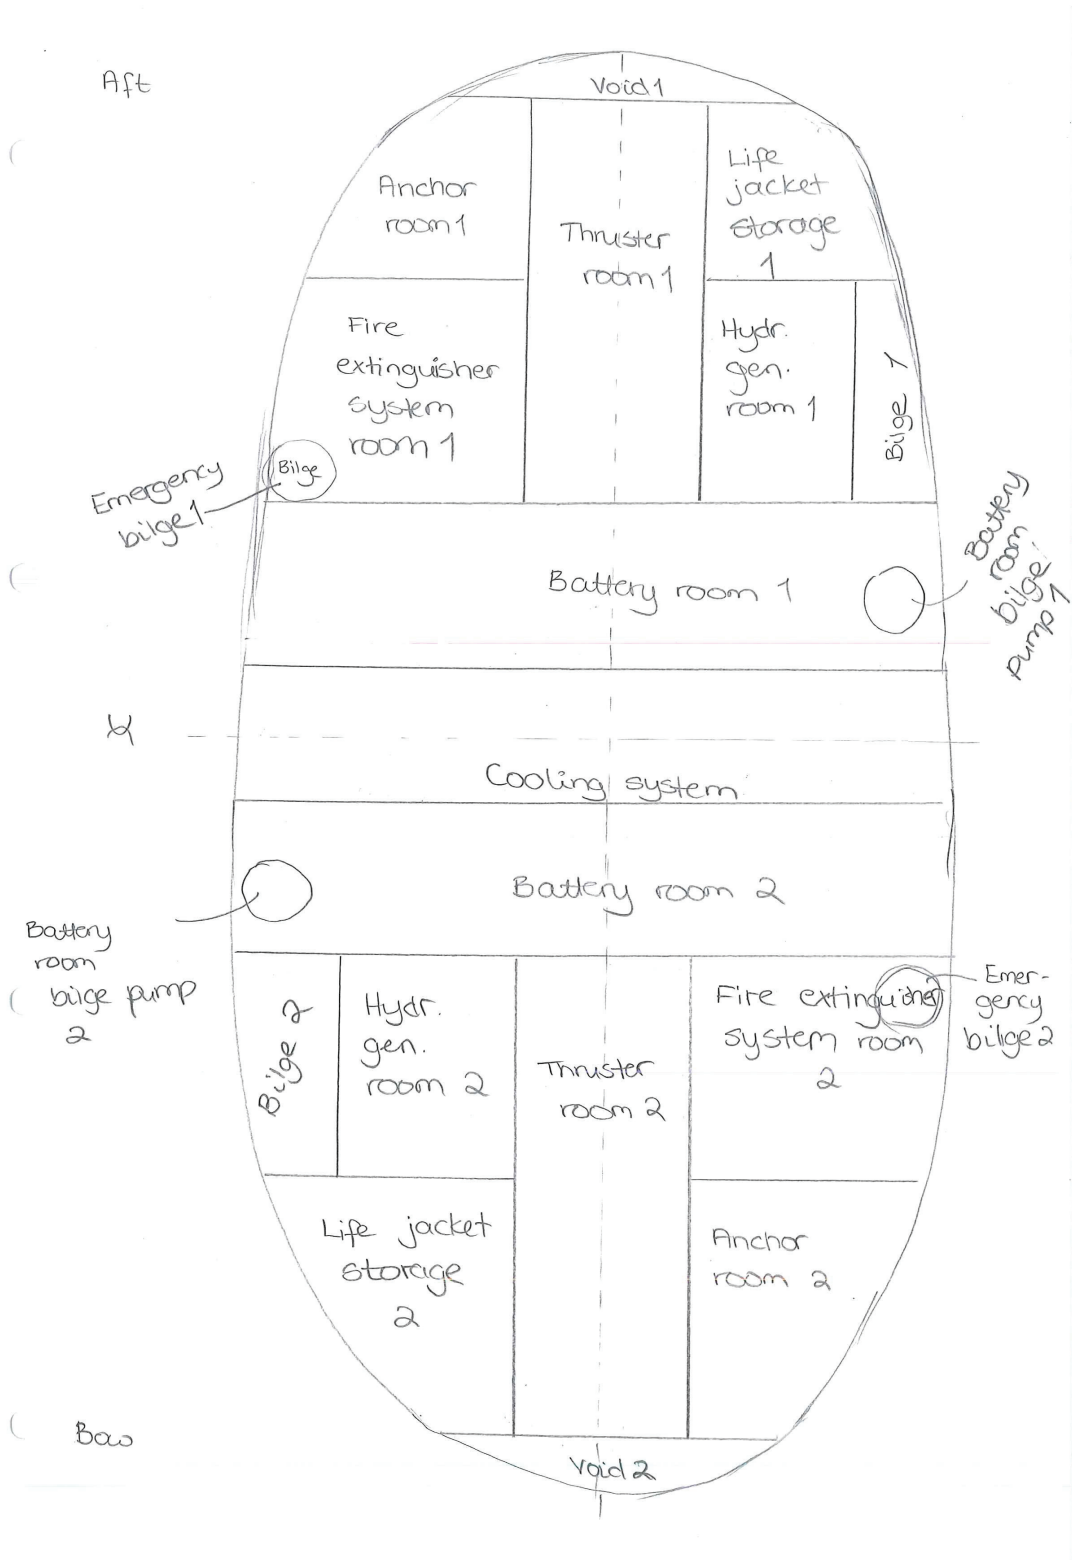 Aft
Void 1
Anchor
room 1
Thruster
room 1
Life
jacket
storage
1
Fire
extinguisher
system
room 1
Hydr.
gen.
room 1
Bilge 1
Bilge
Emergency
bilge 1
Battery room 1
Battery
room
bilge
pump 1
Cooling system
Battery room 2
Battery
room
bilge pump
2
Bilge 2
Hydr.
gen.
room 2
Thruster
room 2
Fire extinguisher
system room
2
Emer-
gency
bilge 2
Life jacket
storage
2
Anchor
room 2
Bow
Void 2